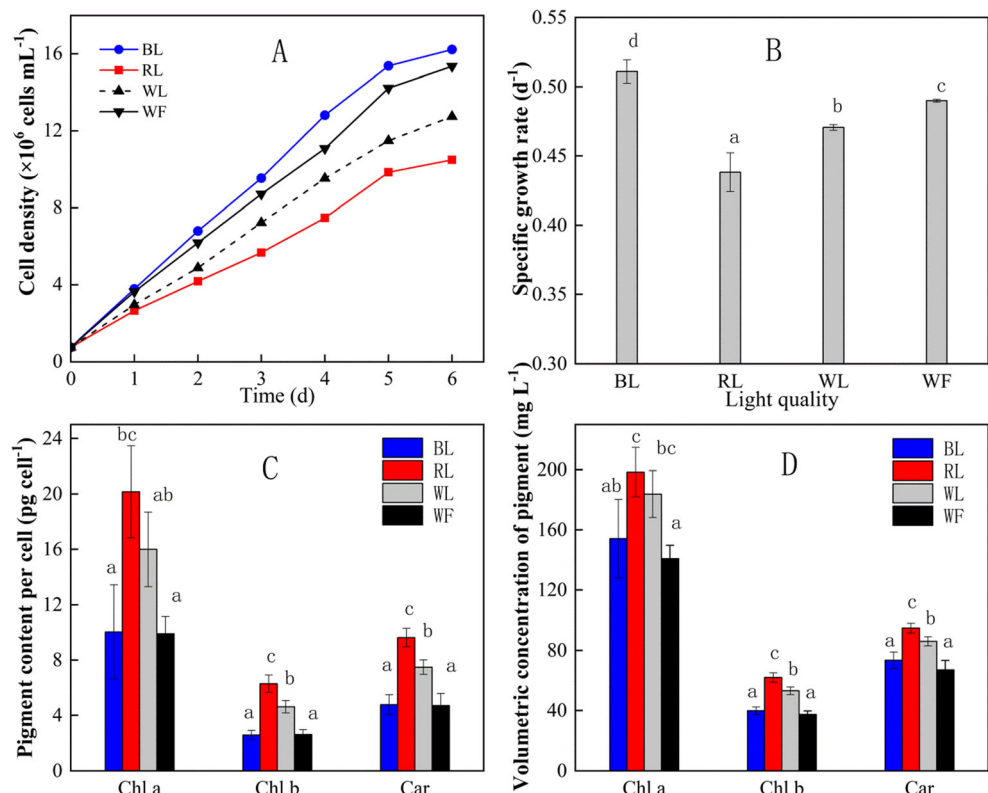 A
BL
RL
WL
WF
Cell density (×10⁶ cells mL⁻¹)
16
12
8
4
0
0 1 2 3 4 5 6
Time (d)
B
Specific growth rate (d⁻¹)
0.55
0.50
0.45
0.40
0.35
0.30
d
a
b
c
BL RL WL WF
Light quality
C
BL
RL
WL
WF
Pigment content per cell (pg cell⁻¹)
24
20
16
12
8
4
0
a bc ab a
a c b a
a c b a
Chl a Chl b Car
D
BL
RL
WL
WF
Volumetric concentration of pigment (mg L⁻¹)
200
160
120
80
40
0
ab c bc a
a c b a
a c b a
Chl a Chl b Car